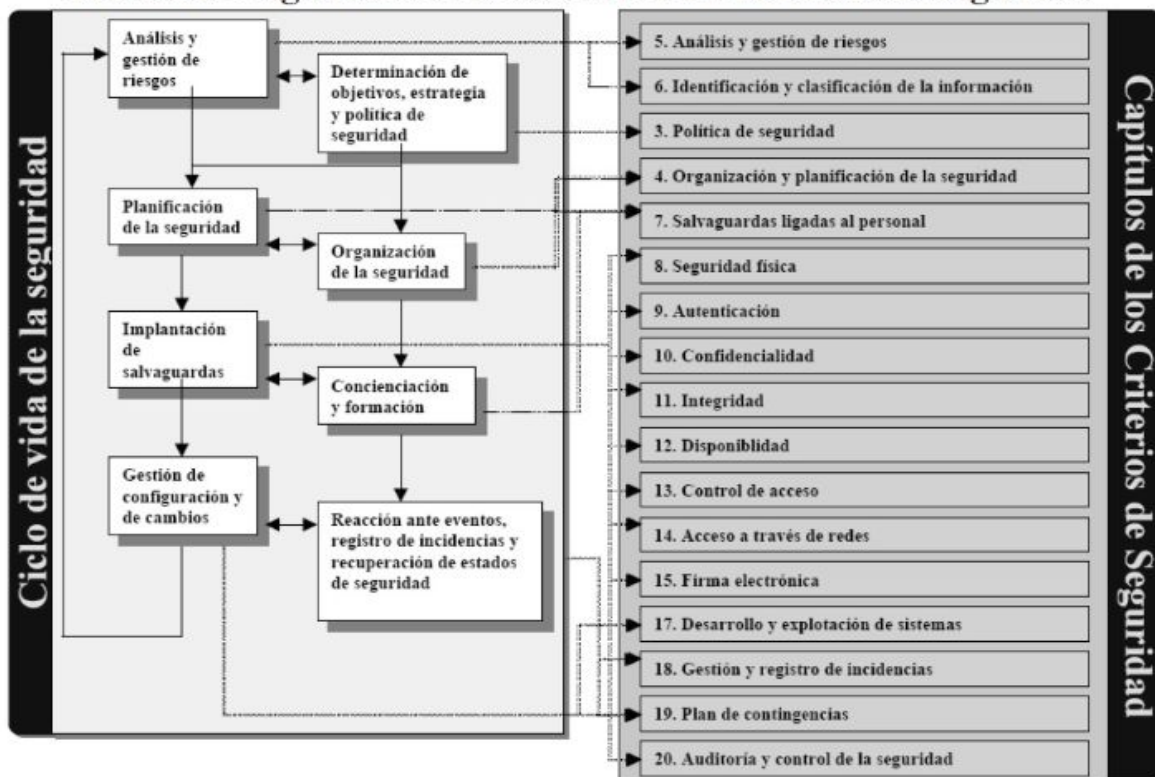 Ciclo de vida de la seguridad
Análisis y
gestión de
riesgos
Determinación de
objetivos, estrategia
y política de
seguridad
Planificación
de la seguridad
Organización
de la seguridad
Implantación
de
salvaguardas
Concienciación
y formación
Gestión de
configuración y
de cambios
Reacción ante eventos,
registro de incidencias y
recuperación de estados
de seguridad
5. Análisis y gestión de riesgos
6. Identificación y clasificación de la información
3. Política de seguridad
4. Organización y planificación de la seguridad
7. Salvaguardas ligadas al personal
8. Seguridad física
9. Autenticación
10. Confidencialidad
11. Integridad
12. Disponiblidad
13. Control de acceso
14. Acceso a través de redes
15. Firma electrónica
17. Desarrollo y explotación de sistemas
18. Gestión y registro de incidencias
19. Plan de contingencias
20. Auditoría y control de la seguridad
Capítulos de los Criterios de Seguridad